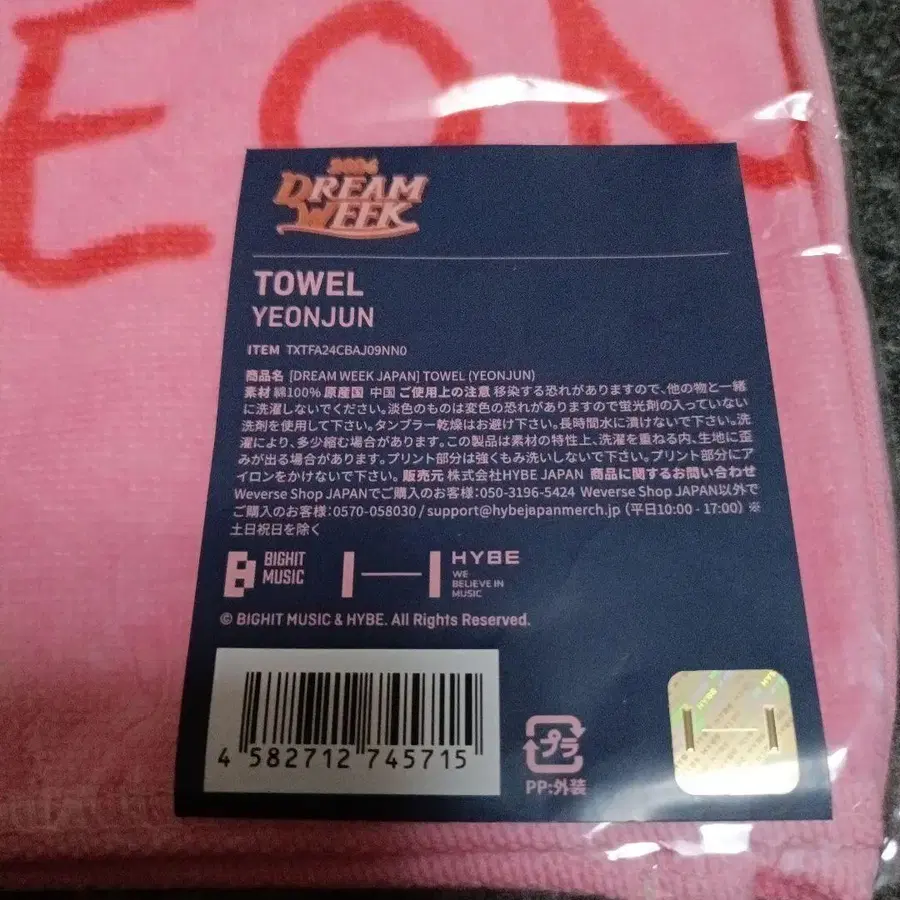 EON
2024
DREAM
WEEK
TOWEL
YEONJUN
ITEM TXTFA24CBAJ09NN0
商品名 [DREAM WEEK JAPAN] TOWEL (YEONJUN)
素材 綿100% 原産国 中国 ご使用上の注意 移染する恐れがありますので、他の物と一緒
に洗濯しないでください。淡色のものは変色の恐れがありますので蛍光剤の入っていない
洗剤を使用して下さい。タンブラー乾燥はお避け下さい。長時間水に漬けないで下さい。洗
濯により、多少縮む場合があります。この製品は素材の特性上、洗濯を重ねる内、生地に歪
みが出る場合があります。プリント部分は強くもみ洗いしないで下さい。プリント部分にア
イロンをかけないで下さい。販売元 株式会社HYBE JAPAN 商品に関するお問い合わせ
Weverse Shop JAPANでご購入のお客様：050-3196-5424 Weverse Shop JAPAN以外で
ご購入のお客様：0570-058030 / support@hybejapanmerch.jp (平日10:00 - 17:00) ※
土日祝日を除く
BIGHIT
MUSIC
HYBE
WE
BELIEVE IN
MUSIC
© BIGHIT MUSIC & HYBE. All Rights Reserved.
4 582712 745715
プラ
PP:外装
HYBE